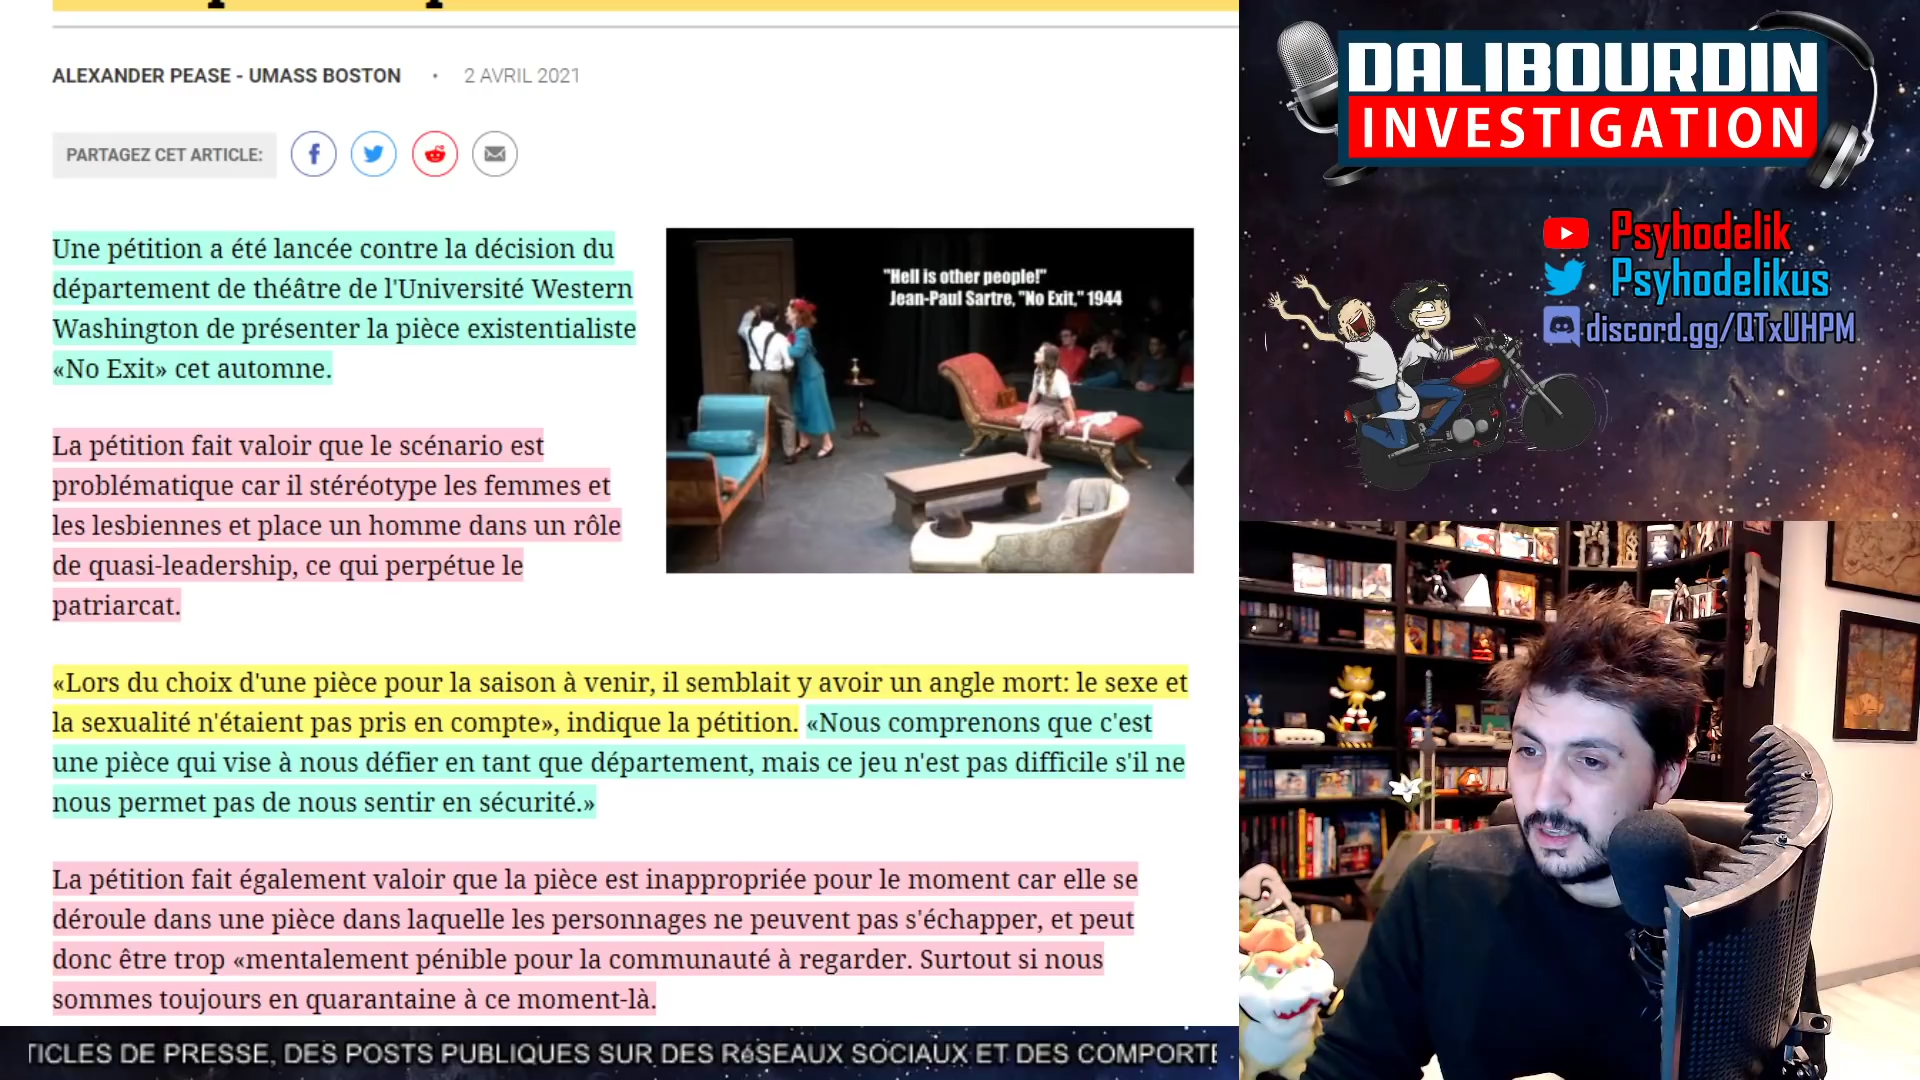 ALEXANDER PEASE - UMASS BOSTON • 2 AVRIL 2021
PARTAGEZ CET ARTICLE:
Une pétition a été lancée contre la décision du
département de théâtre de l'Université Western
Washington de présenter la pièce existentialiste
«No Exit» cet automne.
"Hell is other people!"
Jean-Paul Sartre, "No Exit," 1944
La pétition fait valoir que le scénario est
problématique car il stéréotype les femmes et
les lesbiennes et place un homme dans un rôle
de quasi-leadership, ce qui perpétue le
patriarcat.
«Lors du choix d'une pièce pour la saison à venir, il semblait y avoir un angle mort: le sexe et
la sexualité n'étaient pas pris en compte», indique la pétition. «Nous comprenons que c'est
une pièce qui vise à nous défier en tant que département, mais ce jeu n'est pas difficile s'il ne
nous permet pas de nous sentir en sécurité.»
La pétition fait également valoir que la pièce est inappropriée pour le moment car elle se
déroule dans une pièce dans laquelle les personnages ne peuvent pas s'échapper, et peut
donc être trop «mentalement pénible pour la communauté à regarder. Surtout si nous
sommes toujours en quarantaine à ce moment-là.
TICLES DE PRESSE, DES POSTS PUBLIQUES SUR DES RéSEAUX SOCIAUX ET DES COMPORTE
DALIBOURDIN
INVESTIGATION
Psyhodelik
Psyhodelikus
discord.gg/QTxUHPM